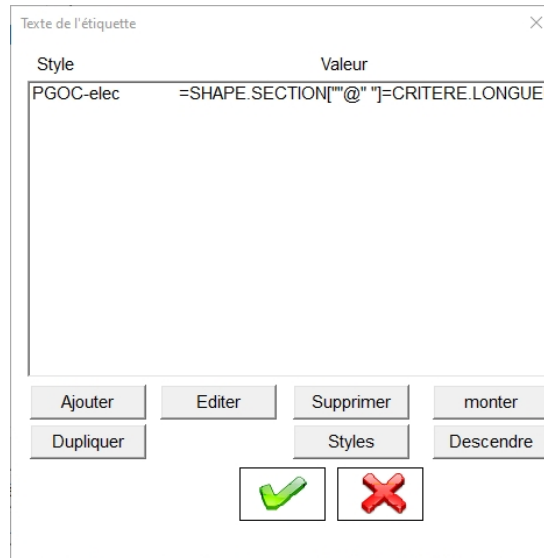 Texte de l'étiquette
Style Valeur
PGOC-elec =SHAPE.SECTION[""@" "]=CRITERE.LONGUE
Ajouter Editer Supprimer monter
Dupliquer Styles Descendre